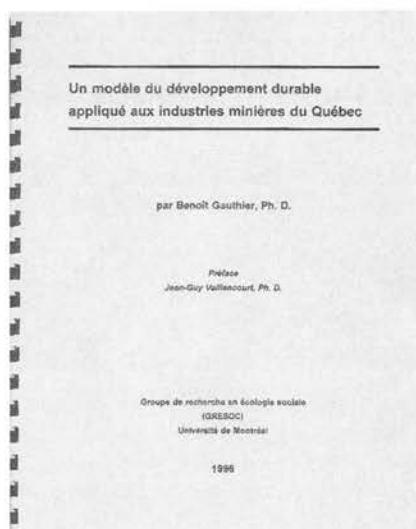 Un modèle du développement durable
appliqué aux industries minières du Québec
par Benoît Gauthier, Ph. D.
Préface
Jean-Guy Vaillancourt, Ph. D.
Groupe de recherche en écologie sociale
(GRESOC)
Université de Montréal
1996